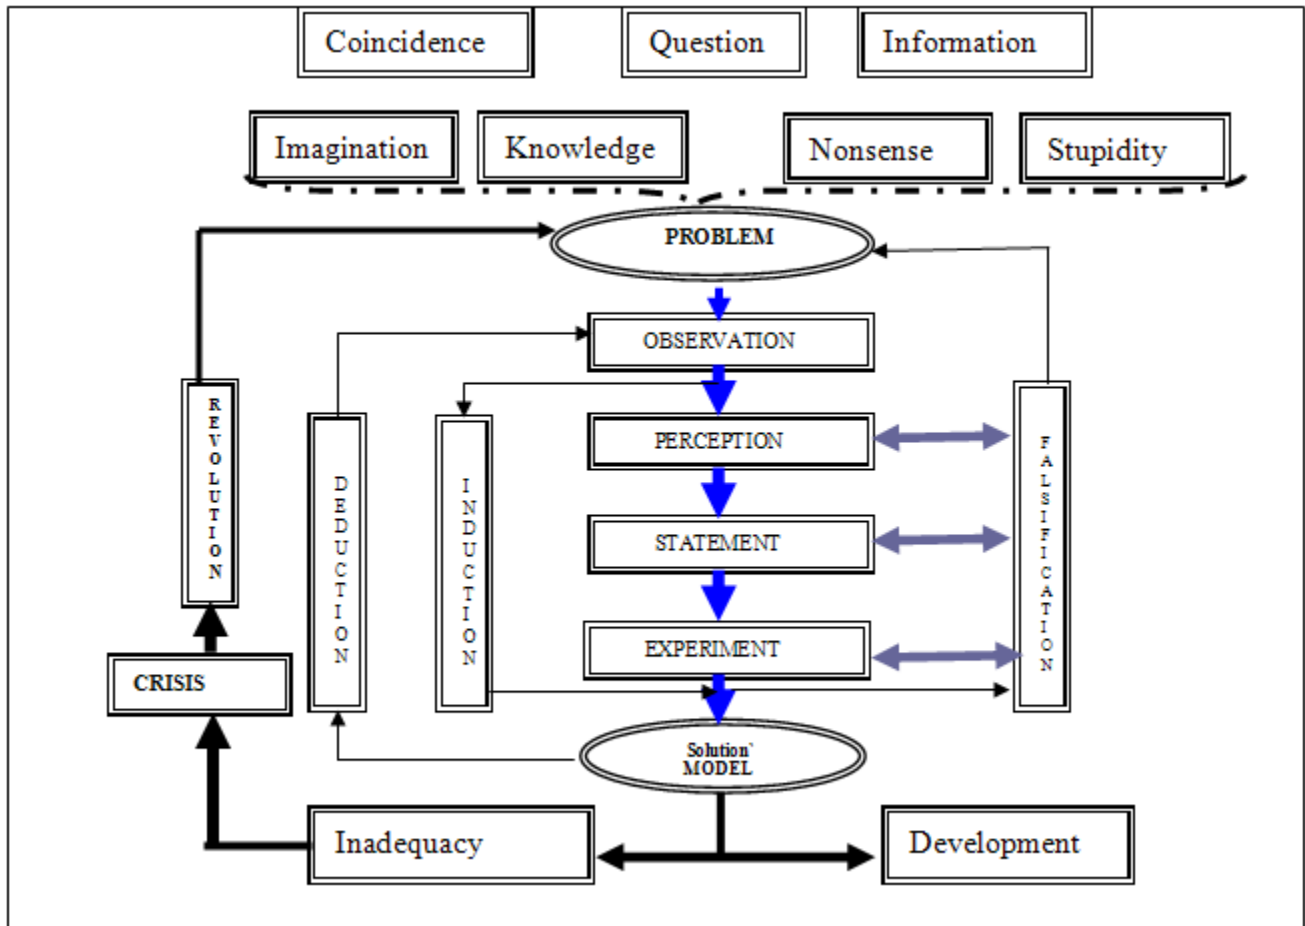 Coincidence
Question
Information
Imagination
Knowledge
Nonsense
Stupidity
PROBLEM
OBSERVATION
PERCEPTION
STATEMENT
EXPERIMENT
Solution`
MODEL
REVOLUTION
DEDUCTION
INDUCTION
FALSIFICATION
CRISIS
Inadequacy
Development